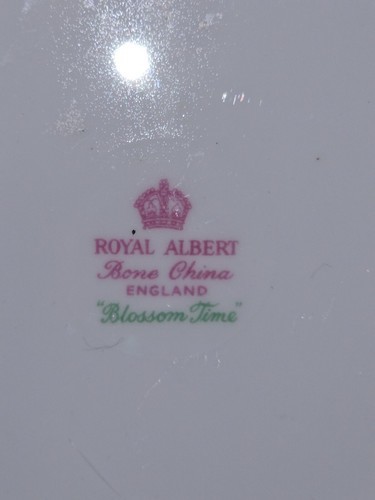 ROYAL ALBERT
Bone China
ENGLAND
"Blossom Time"